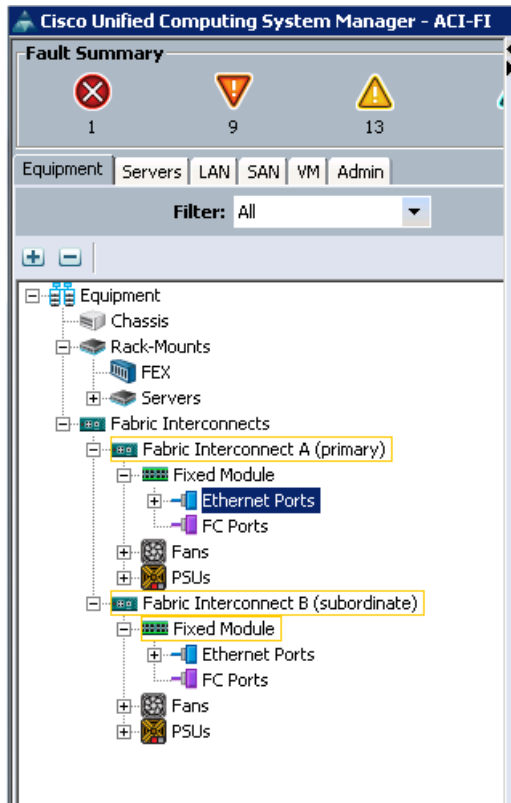 Cisco Unified Computing System Manager - ACI-FI
Fault Summary
1 9 13
Equipment Servers LAN SAN VM Admin
Filter: All
Equipment
Chassis
Rack-Mounts
FEX
Servers
Fabric Interconnects
Fabric Interconnect A (primary)
Fixed Module
Ethernet Ports
FC Ports
Fans
PSUs
Fabric Interconnect B (subordinate)
Fixed Module
Ethernet Ports
FC Ports
Fans
PSUs